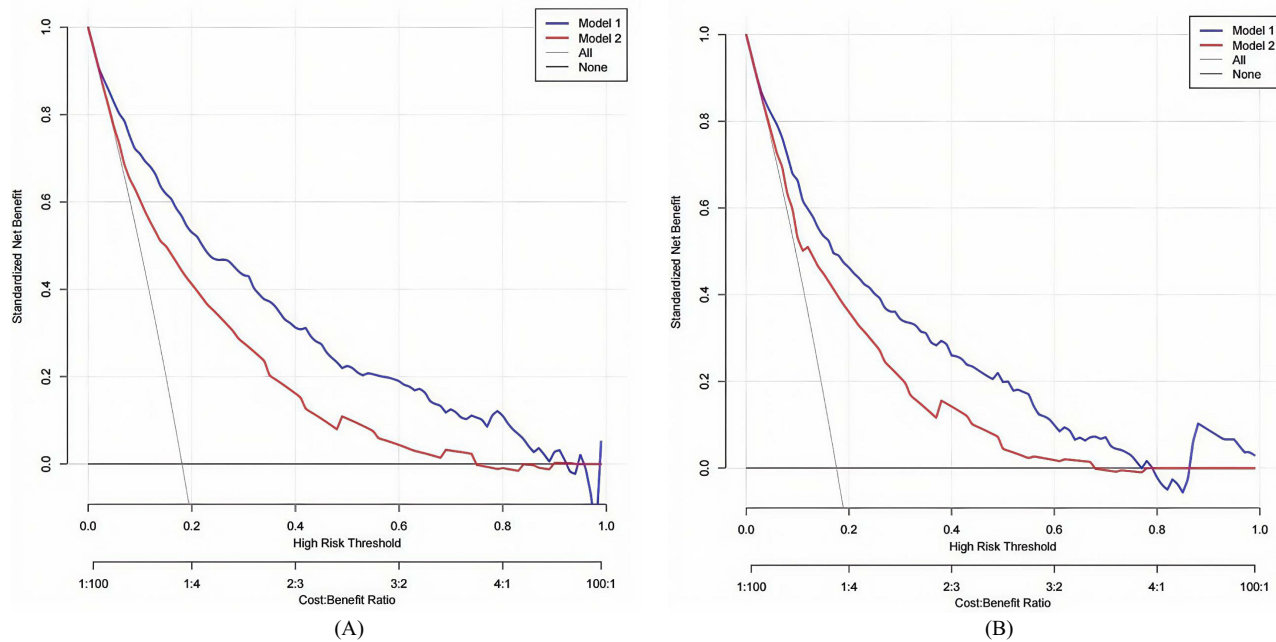 Model 1
Model 2
All
None
Standardized Net Benefit
1.0
0.8
0.6
0.4
0.2
0.0
0.0 0.2 0.4 0.6 0.8 1.0
High Risk Threshold
1:100 1:4 2:3 3:2 4:1 100:1
Cost:Benefit Ratio
(A)
Model 1
Model 2
All
None
Standardized Net Benefit
1.0
0.8
0.6
0.4
0.2
0.0
0.0 0.2 0.4 0.6 0.8 1.0
High Risk Threshold
1:100 1:4 2:3 3:2 4:1 100:1
Cost:Benefit Ratio
(B)